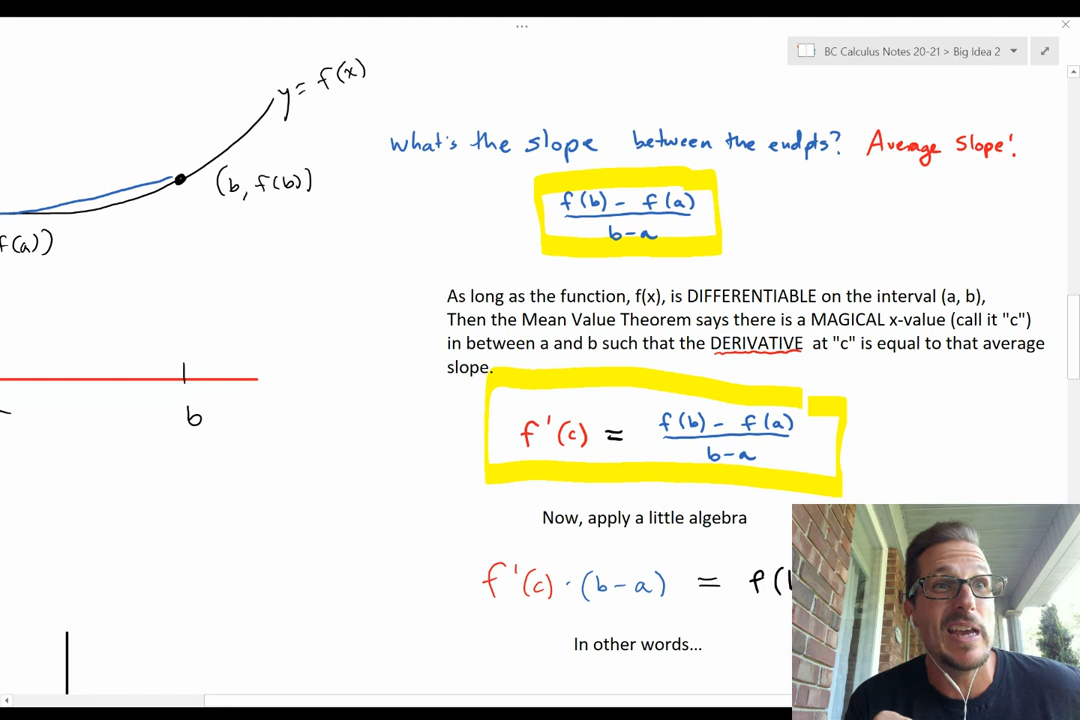 BC Calculus Notes 20-21 > Big Idea 2
y = f(x)
What's the slope between the endpts? Average Slope!
(b, f(b))
f(b) - f(a)
b-a
f(a))
As long as the function, f(x), is DIFFERENTIABLE on the interval (a, b),
Then the Mean Value Theorem says there is a MAGICAL x-value (call it "c")
in between a and b such that the DERIVATIVE at "c" is equal to that average
slope.
b
f'(c) = f(b) - f(a)
b-a
Now, apply a little algebra
f'(c) · (b-a) = f(
In other words...